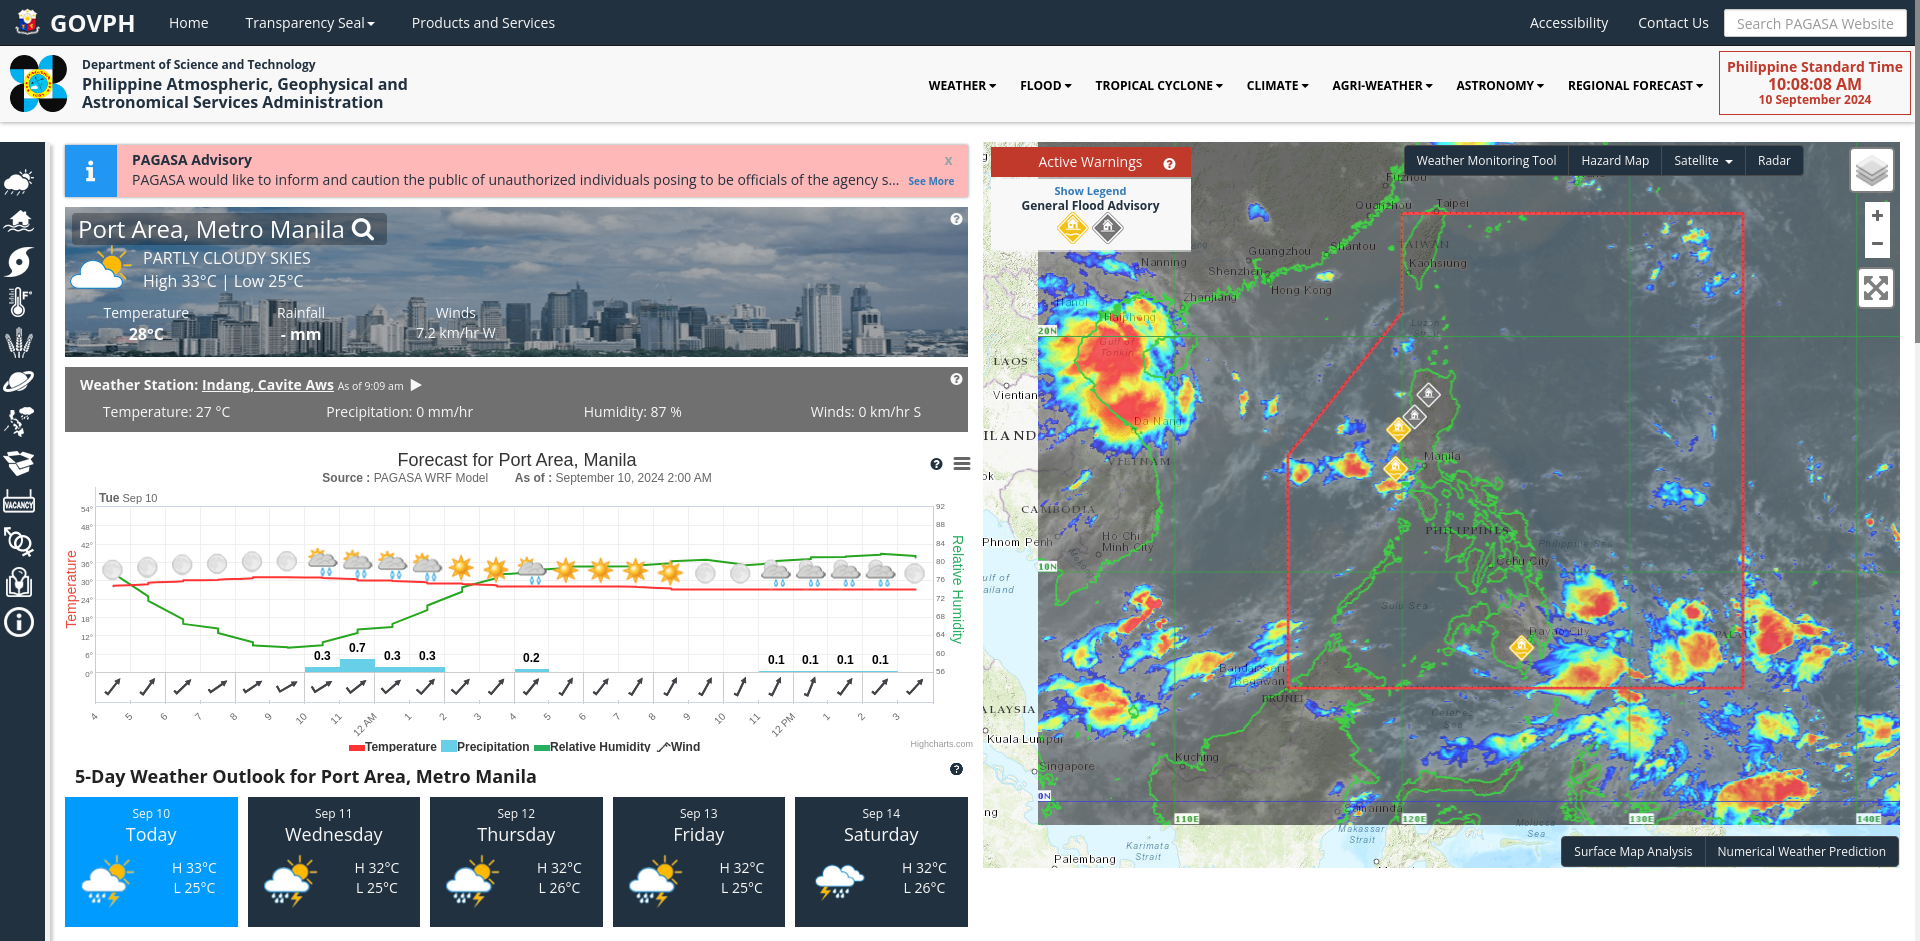 GOVPH Home Transparency Seal Products and Services Accessibility Contact Us Search PAGASA Website
Department of Science and Technology
Philippine Atmospheric, Geophysical and
Astronomical Services Administration
WEATHER FLOOD TROPICAL CYCLONE CLIMATE AGRI-WEATHER ASTRONOMY REGIONAL FORECAST
Philippine Standard Time
10:08:08 AM
10 September 2024
VACANCY
PAGASA Advisory x
PAGASA would like to inform and caution the public of unauthorized individuals posing to be officials of the agency s... See More
Port Area, Metro Manila
PARTLY CLOUDY SKIES
High 33°C | Low 25°C
Temperature Rainfall Winds
28°C - mm 7.2 km/hr W
Weather Station: Indang, Cavite Aws As of 9:09 am
Temperature: 27 °C Precipitation: 0 mm/hr Humidity: 87 % Winds: 0 km/hr S
Forecast for Port Area, Manila
Source : PAGASA WRF Model As of : September 10, 2024 2:00 AM
Tue Sep 10
Temperature
54°
48°
42°
36°
30°
24°
18°
12°
6°
0°
92
88
84
80
76
72
68
64
60
56
Relative Humidity
0.3 0.7 0.3 0.3 0.2 0.1 0.1 0.1 0.1
4 5 6 7 8 9 10 11 12 AM 1 2 3 4 5 6 7 8 9 10 11 12 PM 1 2 3
Temperature Precipitation Relative Humidity Wind
Highcharts.com
5-Day Weather Outlook for Port Area, Metro Manila
Sep 10
Today
H 33°C
L 25°C
Sep 11
Wednesday
H 32°C
L 25°C
Sep 12
Thursday
H 32°C
L 26°C
Sep 13
Friday
H 32°C
L 25°C
Sep 14
Saturday
H 32°C
L 26°C
Active Warnings
Show Legend
General Flood Advisory
Weather Monitoring Tool Hazard Map Satellite Radar
+
−
Fuzhou
Quanzhou
Taipei
Shantou
TAIWAN
Guangzhou
Nanning
Shenzhen
Kaohsiung
Hong Kong
Zhanjiang
Hanoi
Haiphong
20N
Luzon
Gulf of
Tonkin
LAOS
Vientian
Da Nang
ILAND
VIETNAM
Manila
ok
CAMBODIA
PHILIPPINES
Phnom Penh
Ho Chi
Minh City
Philippine Sea
Cebu City
10N
ulf of
ailand
Sulu Sea
Davao City
PALAU
Bandar Seri
Begawan
BRUNEI
ALAYSIA
Celebes
Sea
Kuala Lumpur
Kuching
Singapore
0N
Samarinda
ng
110E
120E
130E
140E
Makassar
Strait
Molucca
Sea
Karimata
Strait
Palembang
Surface Map Analysis Numerical Weather Prediction